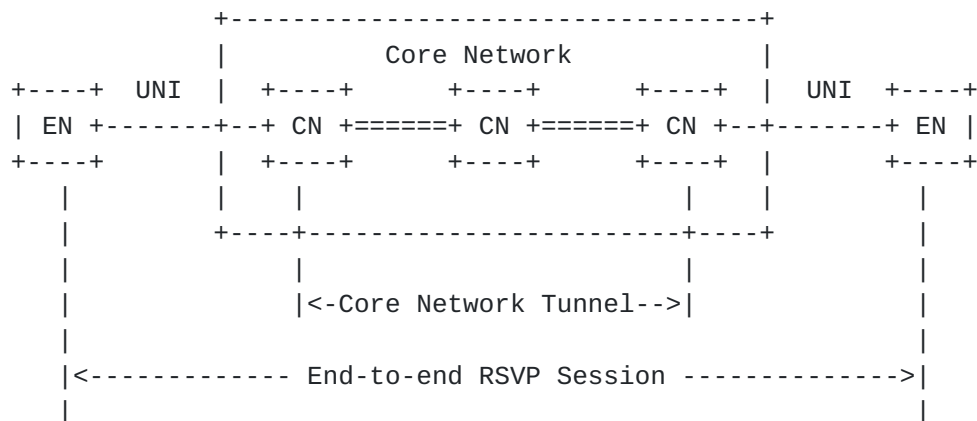 Core Network
UNI UNI
EN CN CN CN EN
<-Core Network Tunnel-->
<------------- End-to-end RSVP Session -------------->